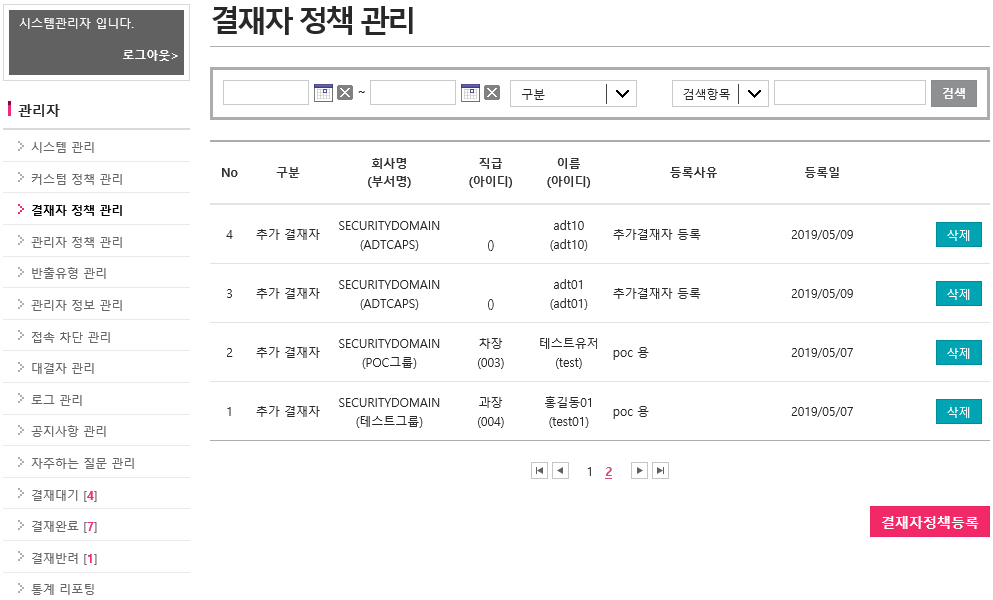 시스템관리자 입니다.
로그아웃>
관리자
시스템 관리
커스텀 정책 관리
결재자 정책 관리
관리자 정책 관리
반출유형 관리
관리자 정보 관리
접속 차단 관리
대결자 관리
로그 관리
공지사항 관리
자주하는 질문 관리
결재대기 [4]
결재완료 [7]
결재반려 [1]
통계 리포팅
결재자 정책 관리
~ 구분 검색항목 검색
No 구분 회사명 직급 이름 등록사유 등록일
(부서명) (아이디) (아이디)
4 추가 결재자 SECURITYDOMAIN adt10 추가결재자 등록 2019/05/09 삭제
(ADTCAPS) () (adt10)
3 추가 결재자 SECURITYDOMAIN adt01 추가결재자 등록 2019/05/09 삭제
(ADTCAPS) () (adt01)
2 추가 결재자 SECURITYDOMAIN 차장 테스트유저 poc 용 2019/05/07 삭제
(POC그룹) (003) (test)
1 추가 결재자 SECURITYDOMAIN 과장 홍길동01 poc 용 2019/05/07 삭제
(테스트그룹) (004) (test01)
1 2
결재자정책등록